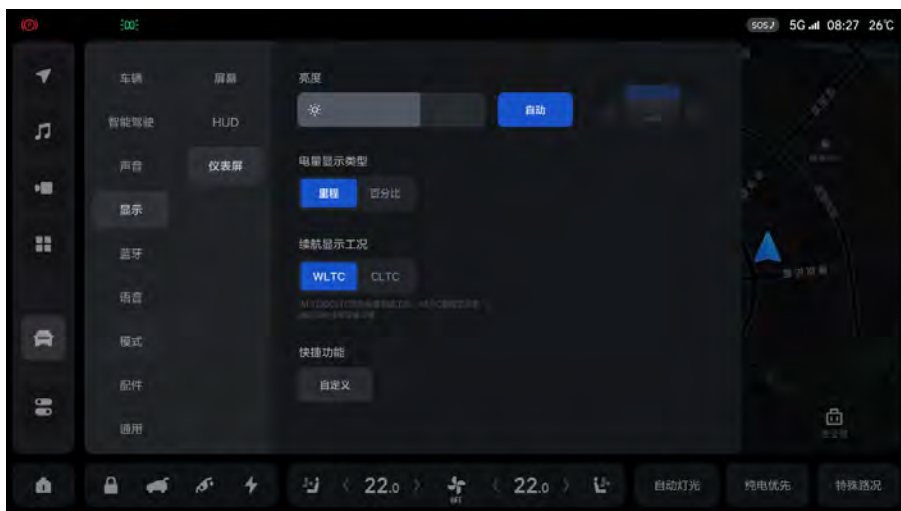 SOS 5G 08:27 26℃
车辆
智能驾驶
声音
显示
蓝牙
语音
模式
配件
通用
屏幕
HUD
仪表屏
亮度
自动
电量显示类型
里程 百分比
续航显示工况
WLTC CLTC
快捷功能
自定义
22.0
OFF
22.0
自动灯光
纯电优先
特殊路况